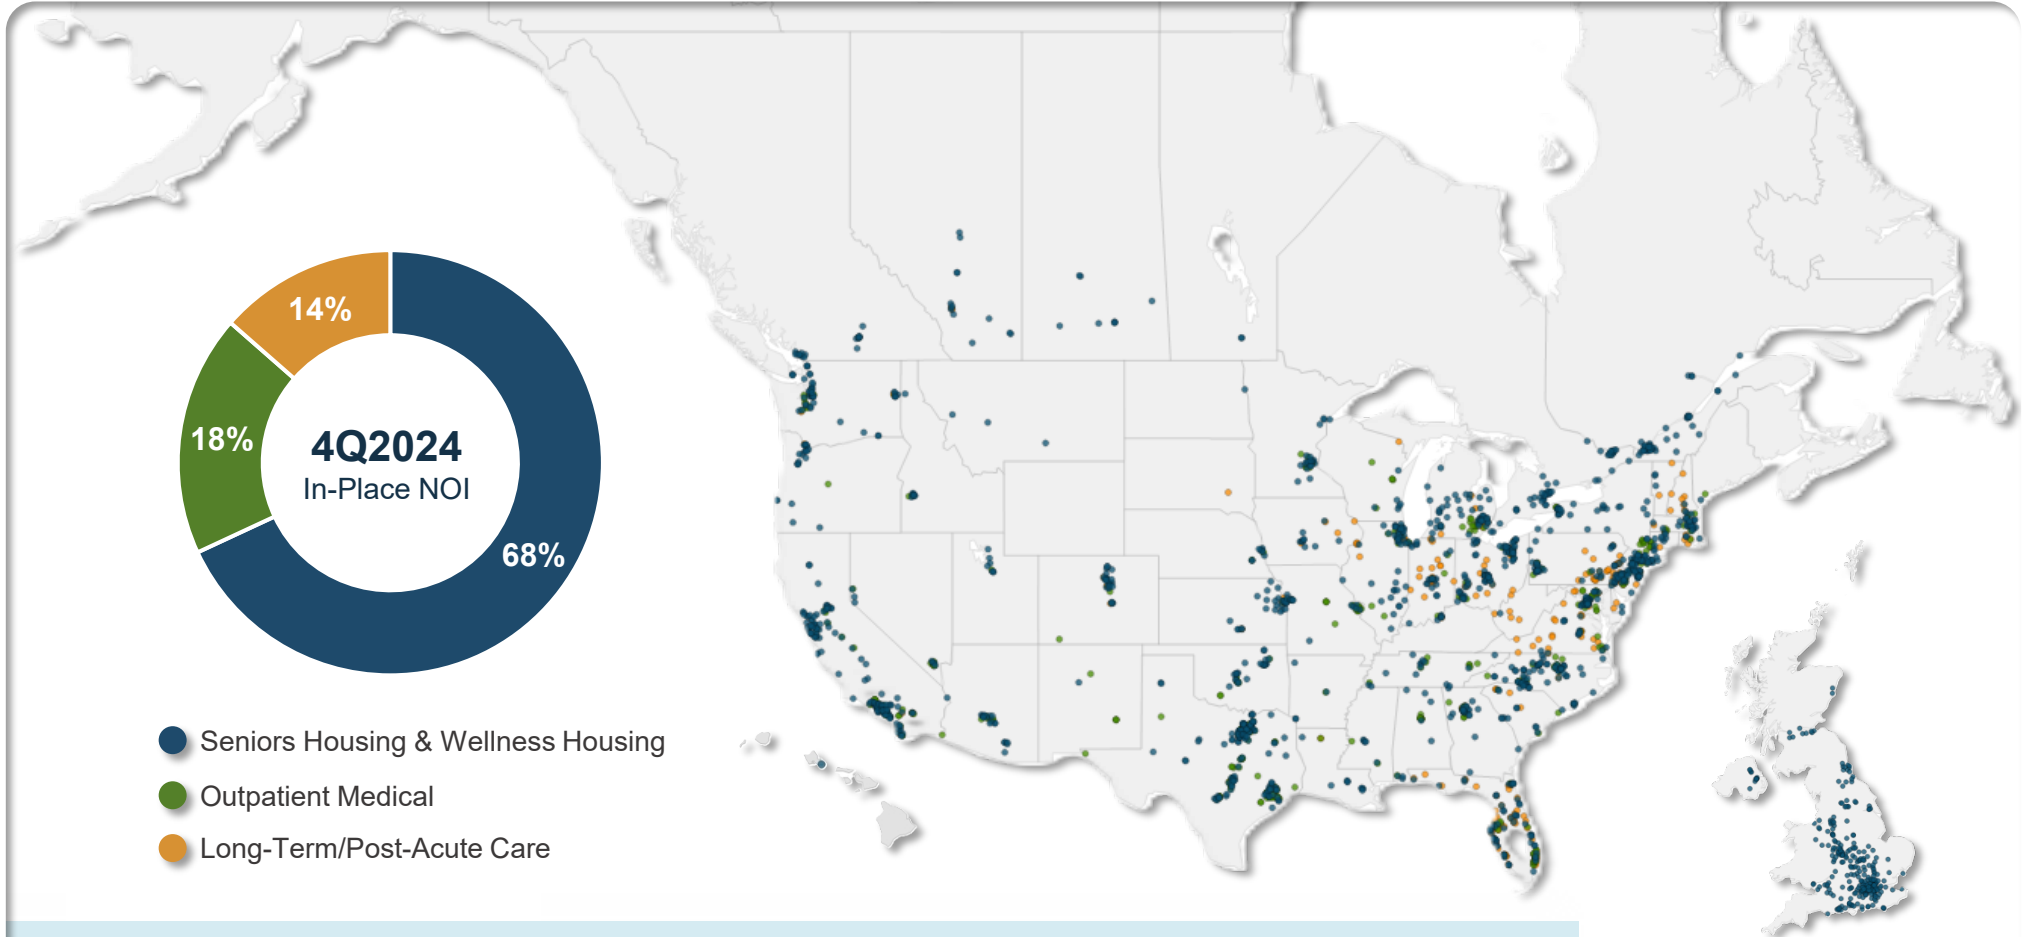 14%
18%
4Q2024
In-Place NOI
68%
Seniors Housing & Wellness Housing
Outpatient Medical
Long-Term/Post-Acute Care